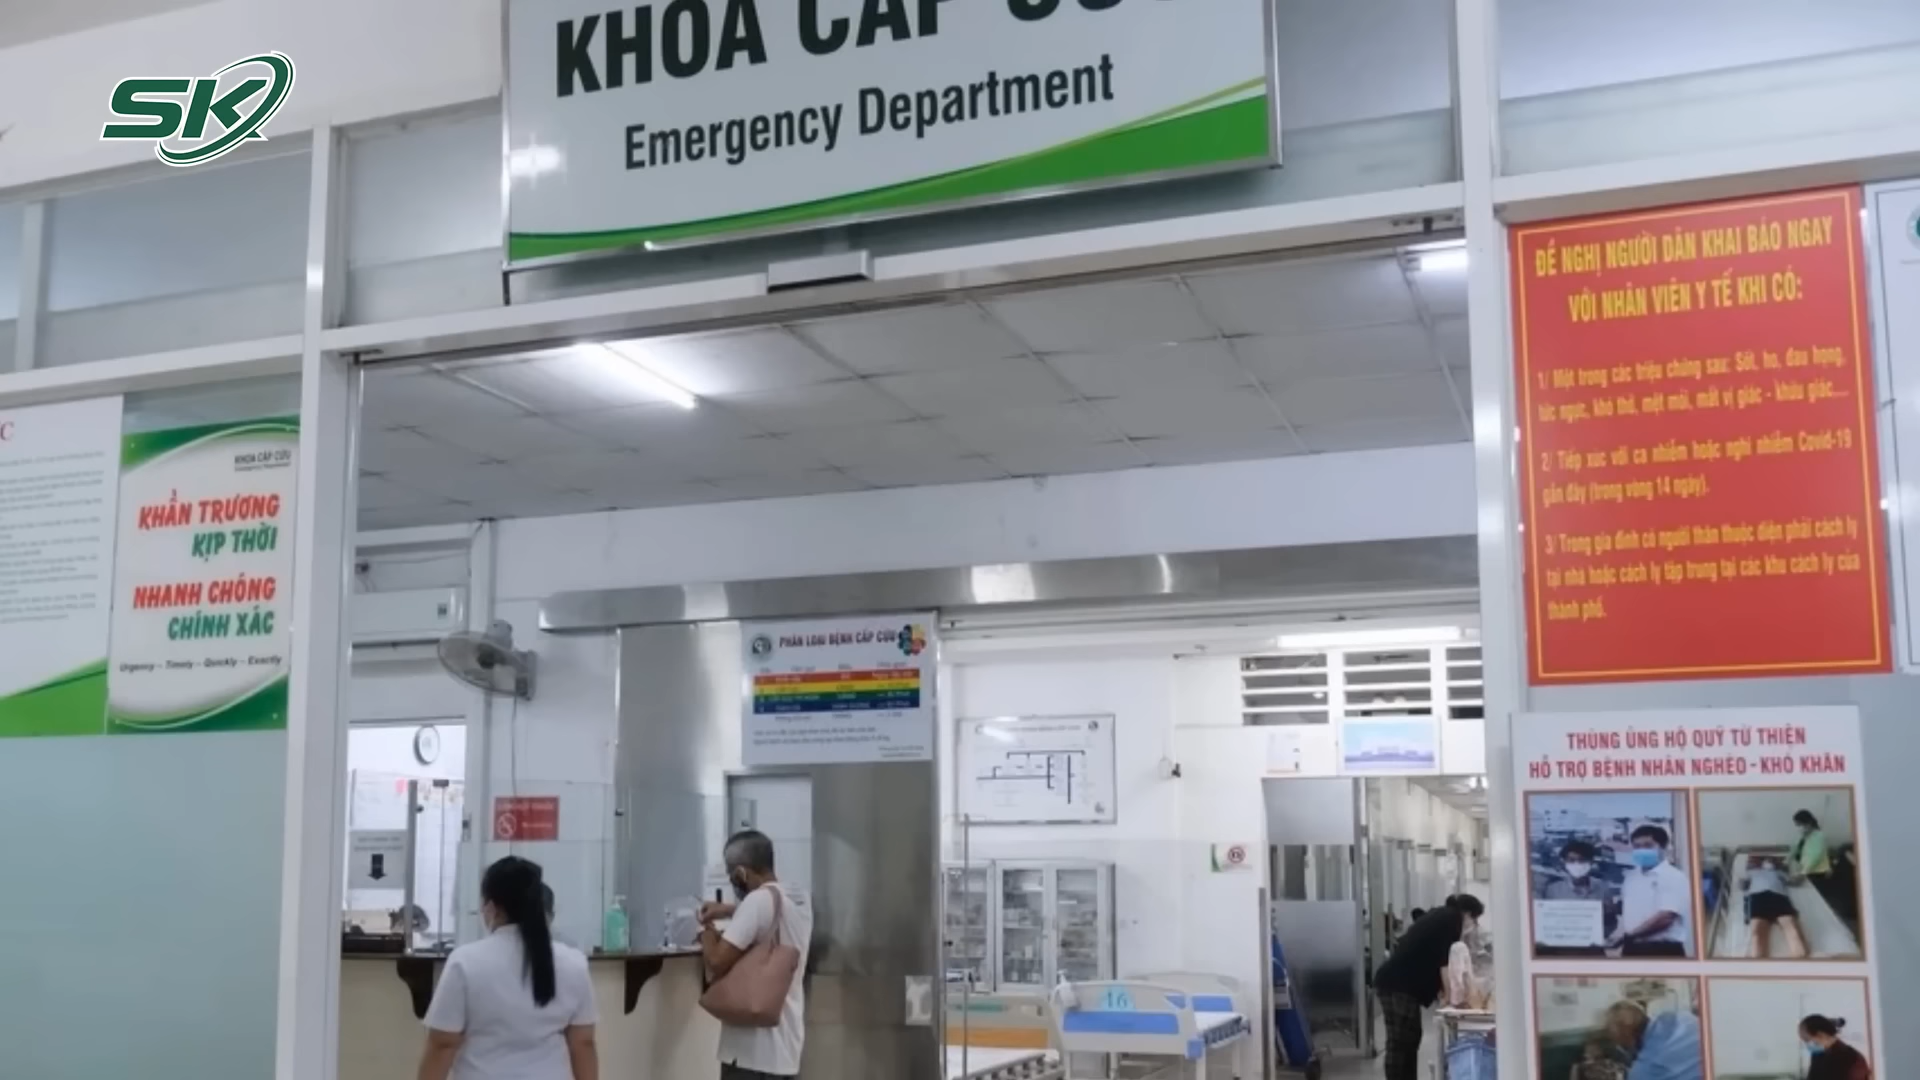 SK
KHOA CẤP CỨU
Emergency Department
KHOA CẤP CỨU
Emergency Department
KHẨN TRƯƠNG
KỊP THỜI
NHANH CHÓNG
CHÍNH XÁC
Urgency – Timely – Quickly – Exactly
PHÂN LOẠI BỆNH CẤP CỨU
16
ĐỀ NGHỊ NGƯỜI DÂN KHAI BÁO NGAY
VỚI NHÂN VIÊN Y TẾ KHI CÓ:
1/ Một trong các triệu chứng sau: Sốt, ho, đau họng,
tức ngực, khó thở, mệt mỏi, mất vị giác - khứu giác...
2/ Tiếp xúc với ca nhiễm hoặc nghi nhiễm Covid-19
gần đây (trong vòng 14 ngày).
3/ Trong gia đình có người thân thuộc diện phải cách ly
tại nhà hoặc cách ly tập trung tại các khu cách ly của
thành phố.
THÙNG ỦNG HỘ QUỸ TỪ THIỆN
HỖ TRỢ BỆNH NHÂN NGHÈO - KHÓ KHĂN